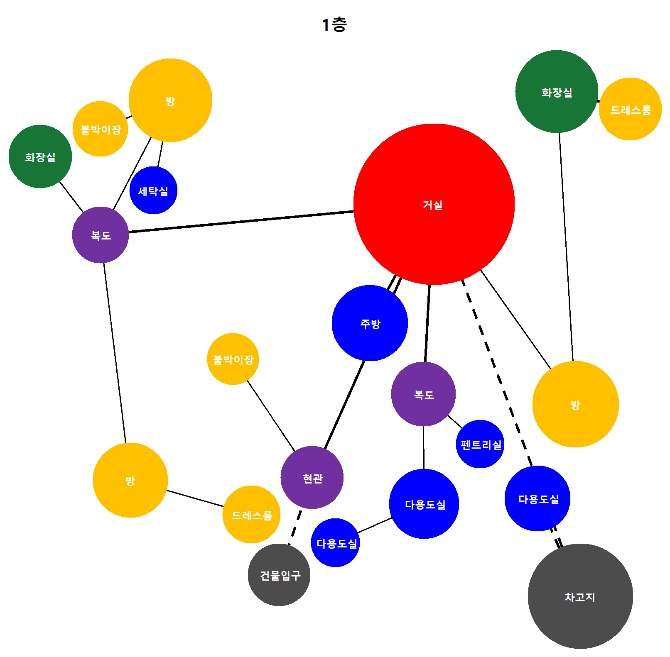 1층
방
화장실
드레스룸
붙박이장
화장실
세탁실
거실
복도
주방
붙박이장
복도
방
펜트리실
방
현관
다용도실
다용도실
드레스룸
다용도실
건물입구
차고지